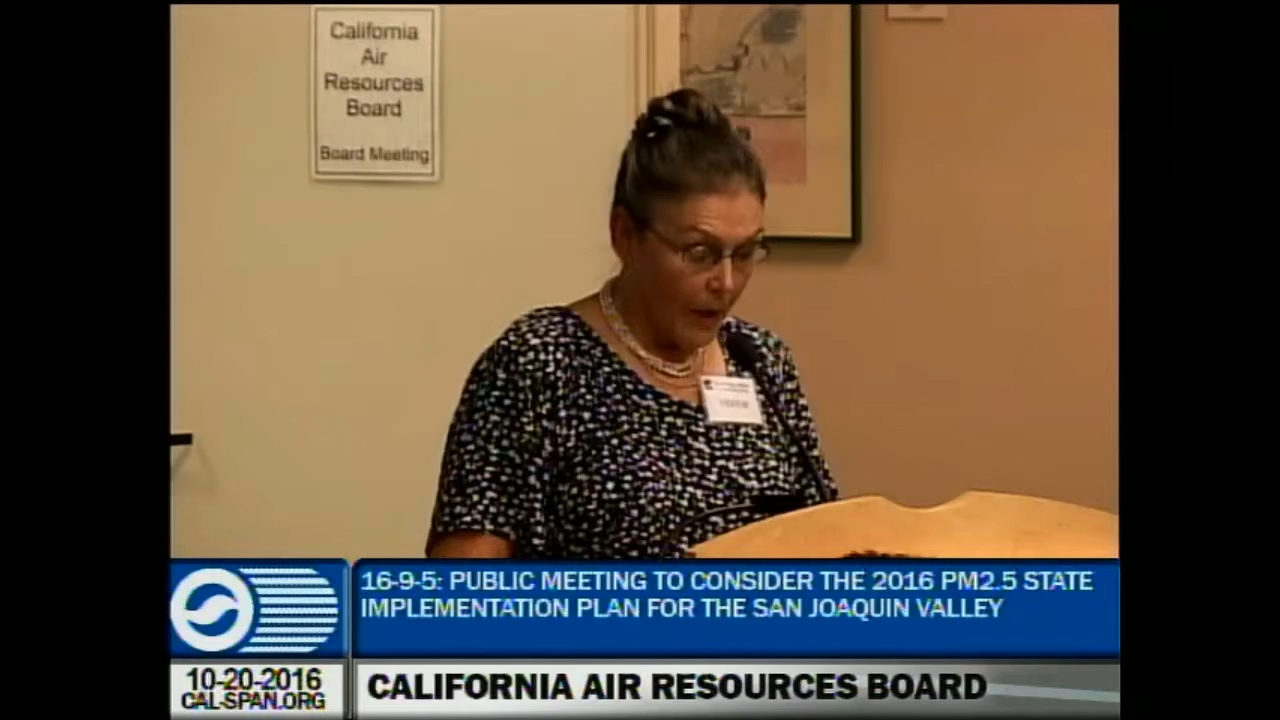 California
Air
Resources
Board
Board Meeting
16-9-5: PUBLIC MEETING TO CONSIDER THE 2016 PM2.5 STATE
IMPLEMENTATION PLAN FOR THE SAN JOAQUIN VALLEY
10-20-2016
CAL-SPAN.ORG
CALIFORNIA AIR RESOURCES BOARD